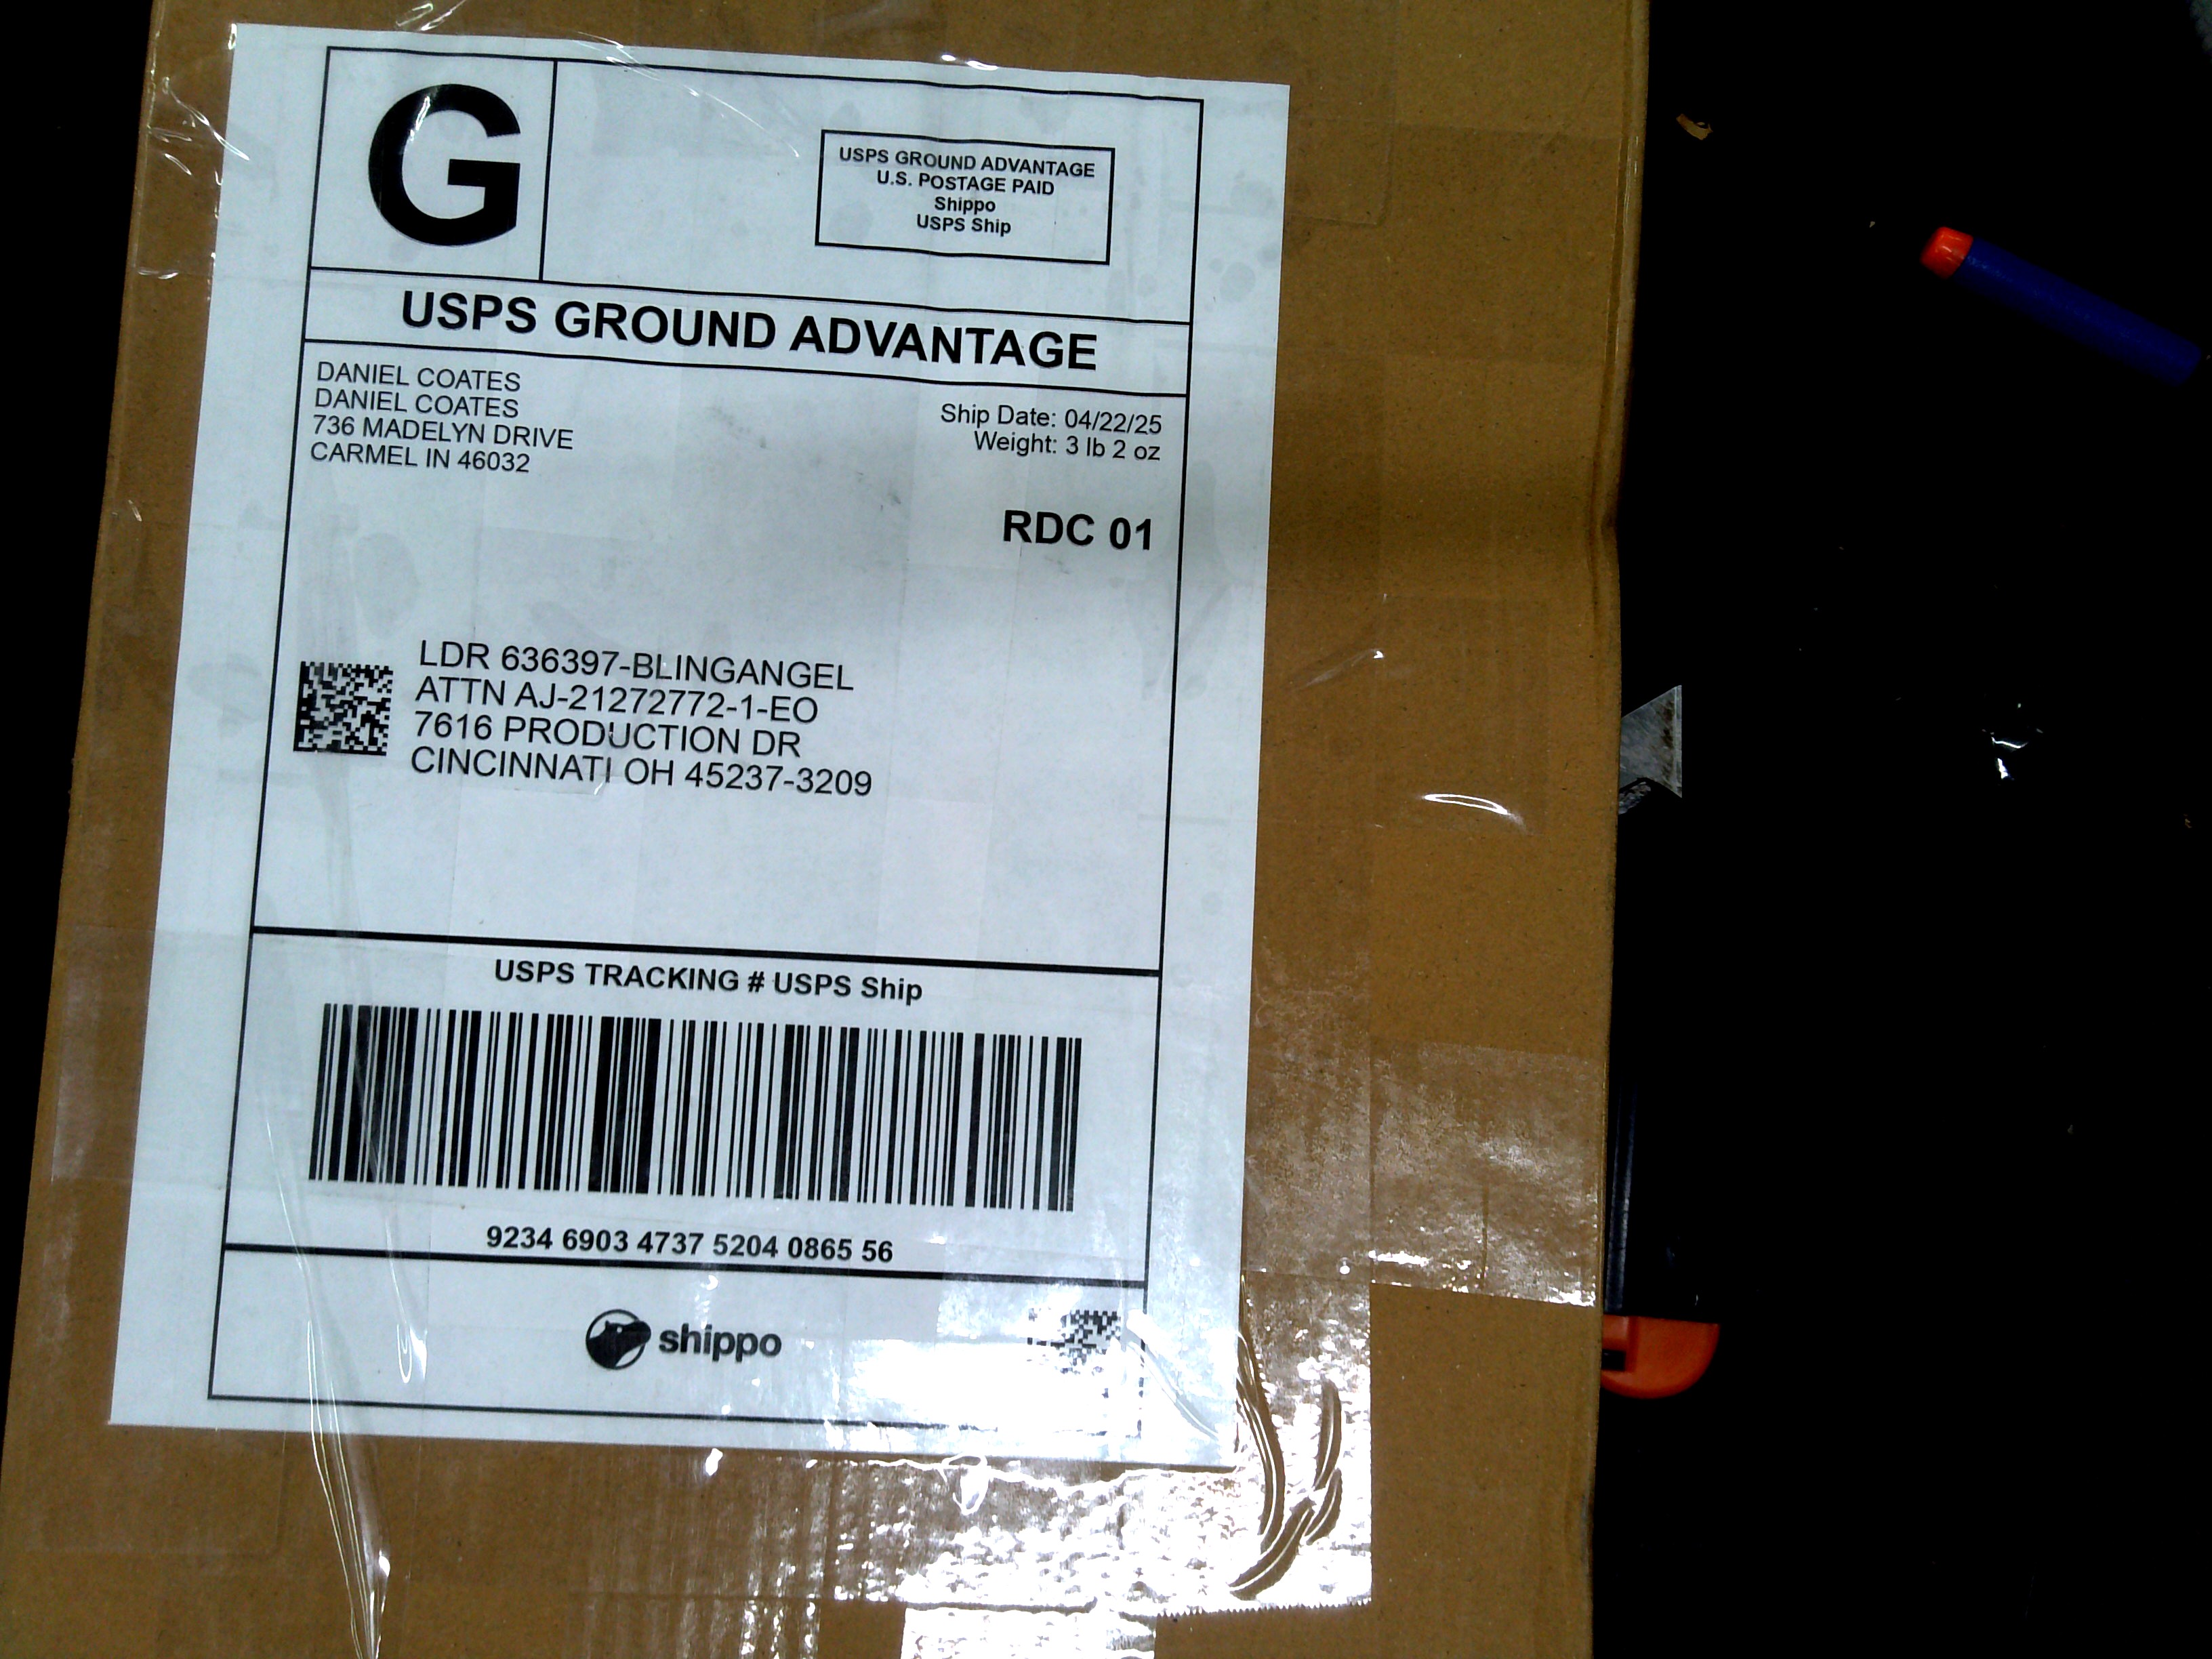 G
USPS GROUND ADVANTAGE
U.S. POSTAGE PAID
Shippo
USPS Ship
USPS GROUND ADVANTAGE
DANIEL COATES
DANIEL COATES
736 MADELYN DRIVE
CARMEL IN 46032
Ship Date: 04/22/25
Weight: 3 lb 2 oz
RDC 01
LDR 636397-BLINGANGEL
ATTN AJ-21272772-1-EO
7616 PRODUCTION DR
CINCINNATI OH 45237-3209
USPS TRACKING # USPS Ship
9234 6903 4737 5204 0865 56
shippo